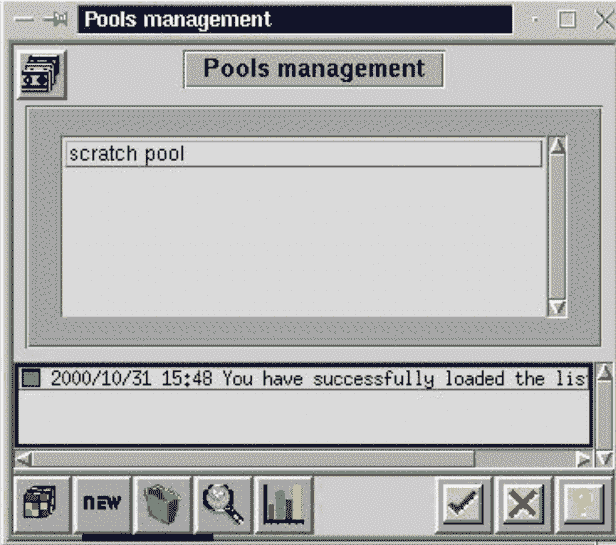 Pools management
Pools management
scratch pool
2000/10/31 15:48 You have successfully loaded the lis
NEW